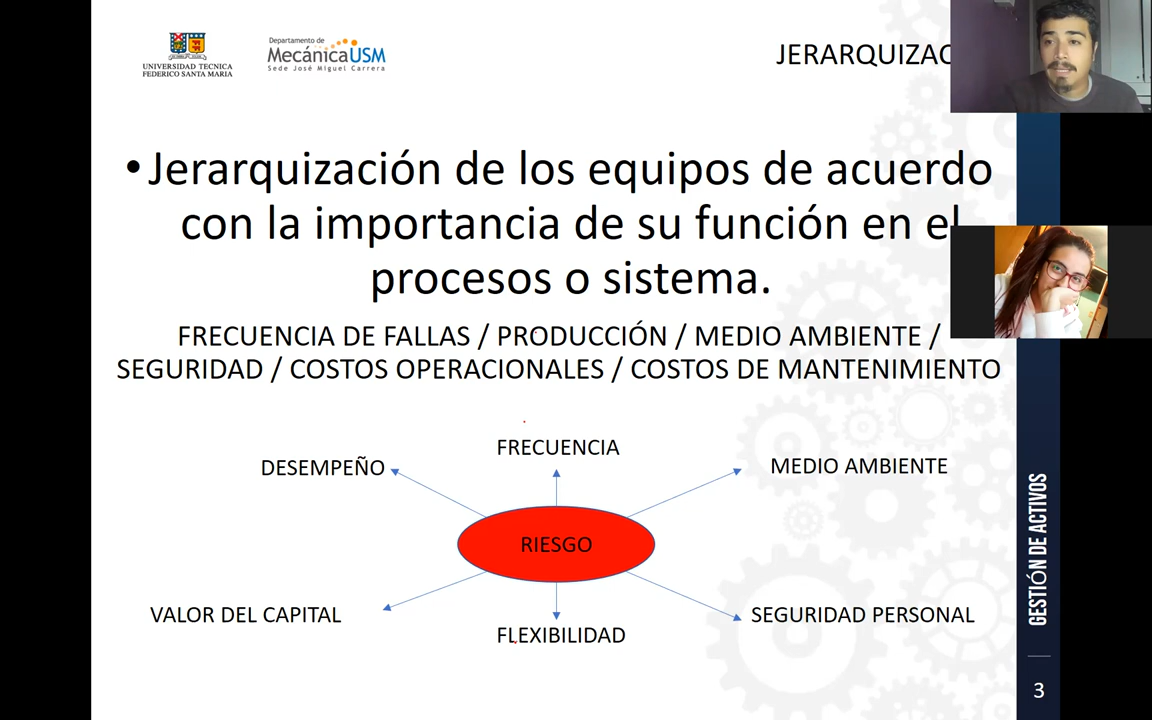 UNIVERSIDAD TECNICA
FEDERICO SANTA MARIA
Departamento de
MecánicaUSM
Sede José Miguel Carrera
JERARQUIZAC
•Jerarquización de los equipos de acuerdo
con la importancia de su función en el
procesos o sistema.
FRECUENCIA DE FALLAS / PRODUCCIÓN / MEDIO AMBIENTE /
SEGURIDAD / COSTOS OPERACIONALES / COSTOS DE MANTENIMIENTO
FRECUENCIA
DESEMPEÑO
MEDIO AMBIENTE
RIESGO
VALOR DEL CAPITAL
SEGURIDAD PERSONAL
FLEXIBILIDAD
GESTIÓN DE ACTIVOS
3